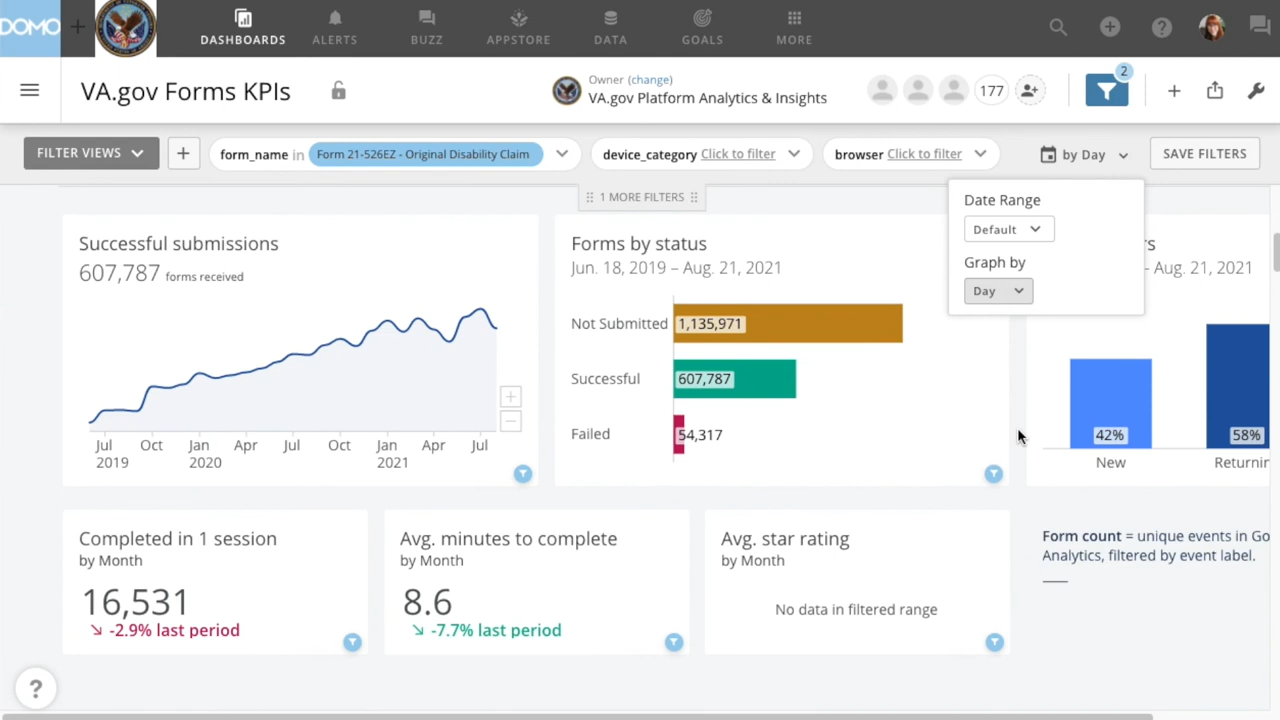 DOMO
DASHBOARDS
ALERTS
BUZZ
APPSTORE
DATA
GOALS
MORE
VA.gov Forms KPIs
Owner (change)
VA.gov Platform Analytics & Insights
177
2
FILTER VIEWS
form_name in Form 21-526EZ - Original Disability Claim
device_category Click to filter
browser Click to filter
by Day
SAVE FILTERS
1 MORE FILTERS
Date Range
Default
Graph by
Day
Successful submissions
607,787 forms received
Jul Oct Jan Apr Jul Oct Jan Apr Jul
2019 2020 2021
Forms by status
Jun. 18, 2019 – Aug. 21, 2021
Not Submitted 1,135,971
Successful 607,787
Failed 54,317
rs
- Aug. 21, 2021
42% 58%
New Returnin
Completed in 1 session
by Month
16,531
-2.9% last period
Avg. minutes to complete
by Month
8.6
-7.7% last period
Avg. star rating
by Month
No data in filtered range
Form count = unique events in Go
Analytics, filtered by event label.
?